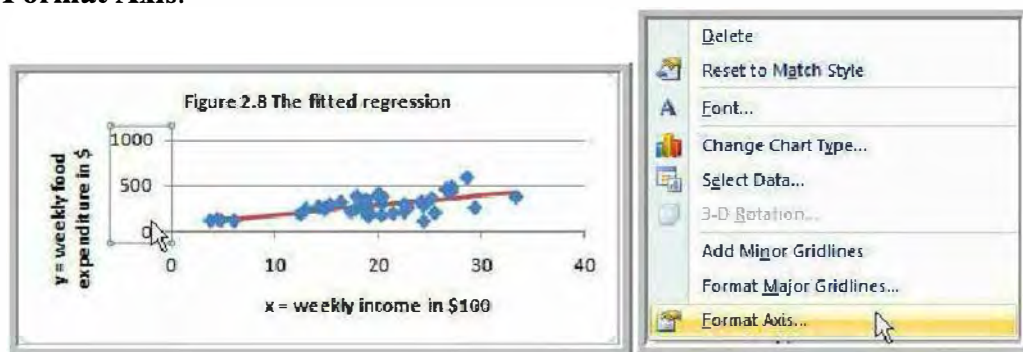 Format Axis.
Figure 2.8 The fitted regression
y = weekly food
expenditure in $
1000
500
0
0 10 20 30 40
x = weekly income in $100
Delete
Reset to Match Style
Font...
Change Chart Type...
Select Data...
3-D Rotation...
Add Minor Gridlines
Format Major Gridlines...
Format Axis...